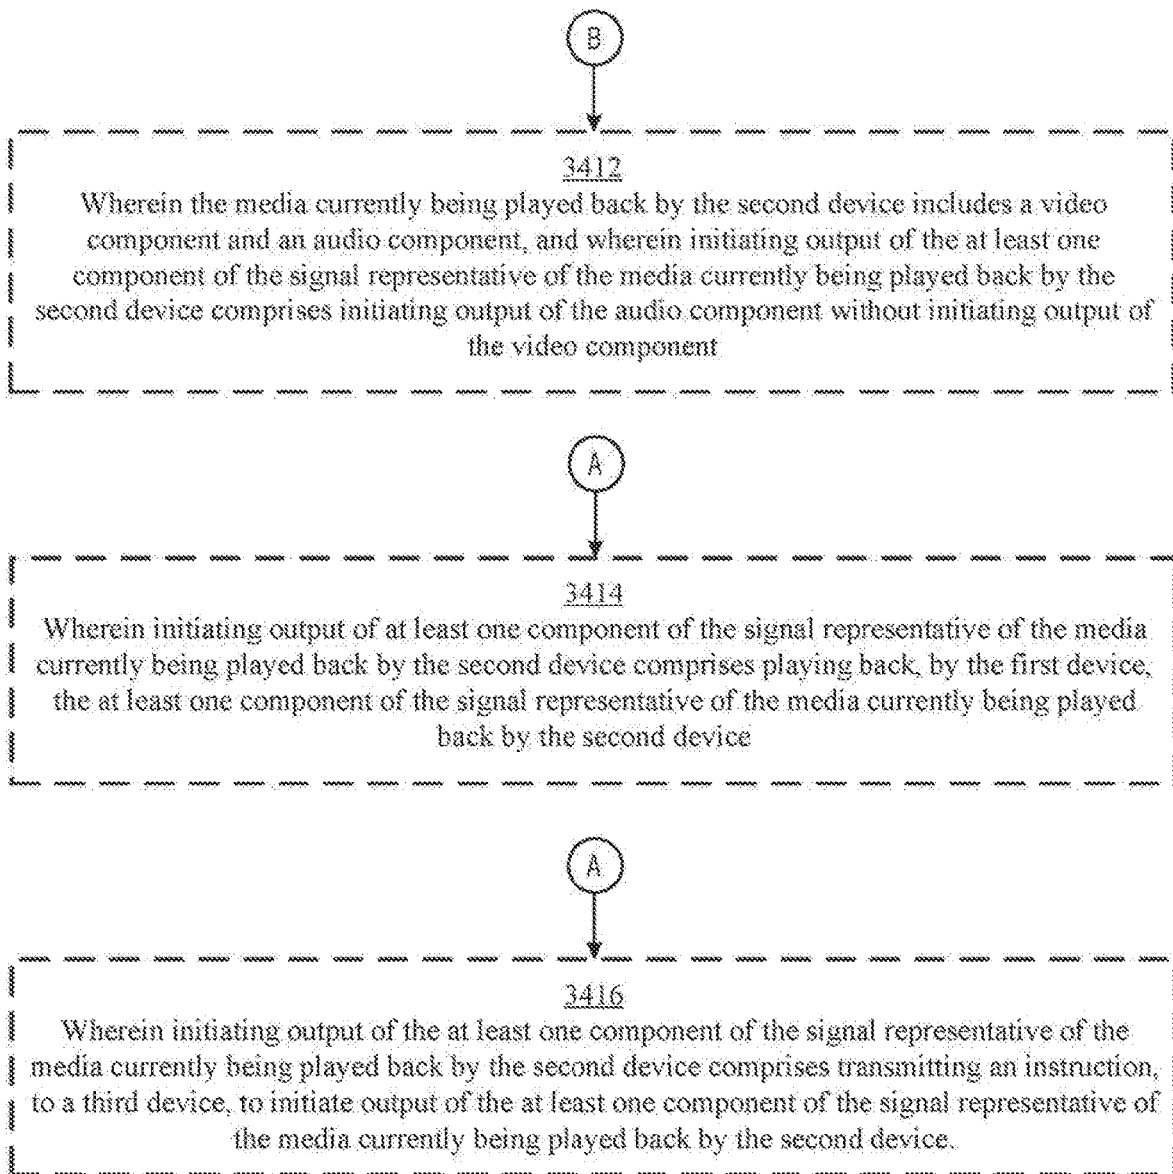 B
3412
Wherein the media currently being played back by the second device includes a video
component and an audio component, and wherein initiating output of the at least one
component of the signal representative of the media currently being played back by the
second device comprises initiating output of the audio component without initiating output of
the video component
A
3414
Wherein initiating output of at least one component of the signal representative of the media
currently being played back by the second device comprises playing back, by the first device,
the at least one component of the signal representative of the media currently being played
back by the second device
A
3416
Wherein initiating output of the at least one component of the signal representative of the
media currently being played back by the second device comprises transmitting an instruction,
to a third device, to initiate output of the at least one component of the signal representative of
the media currently being played back by the second device.